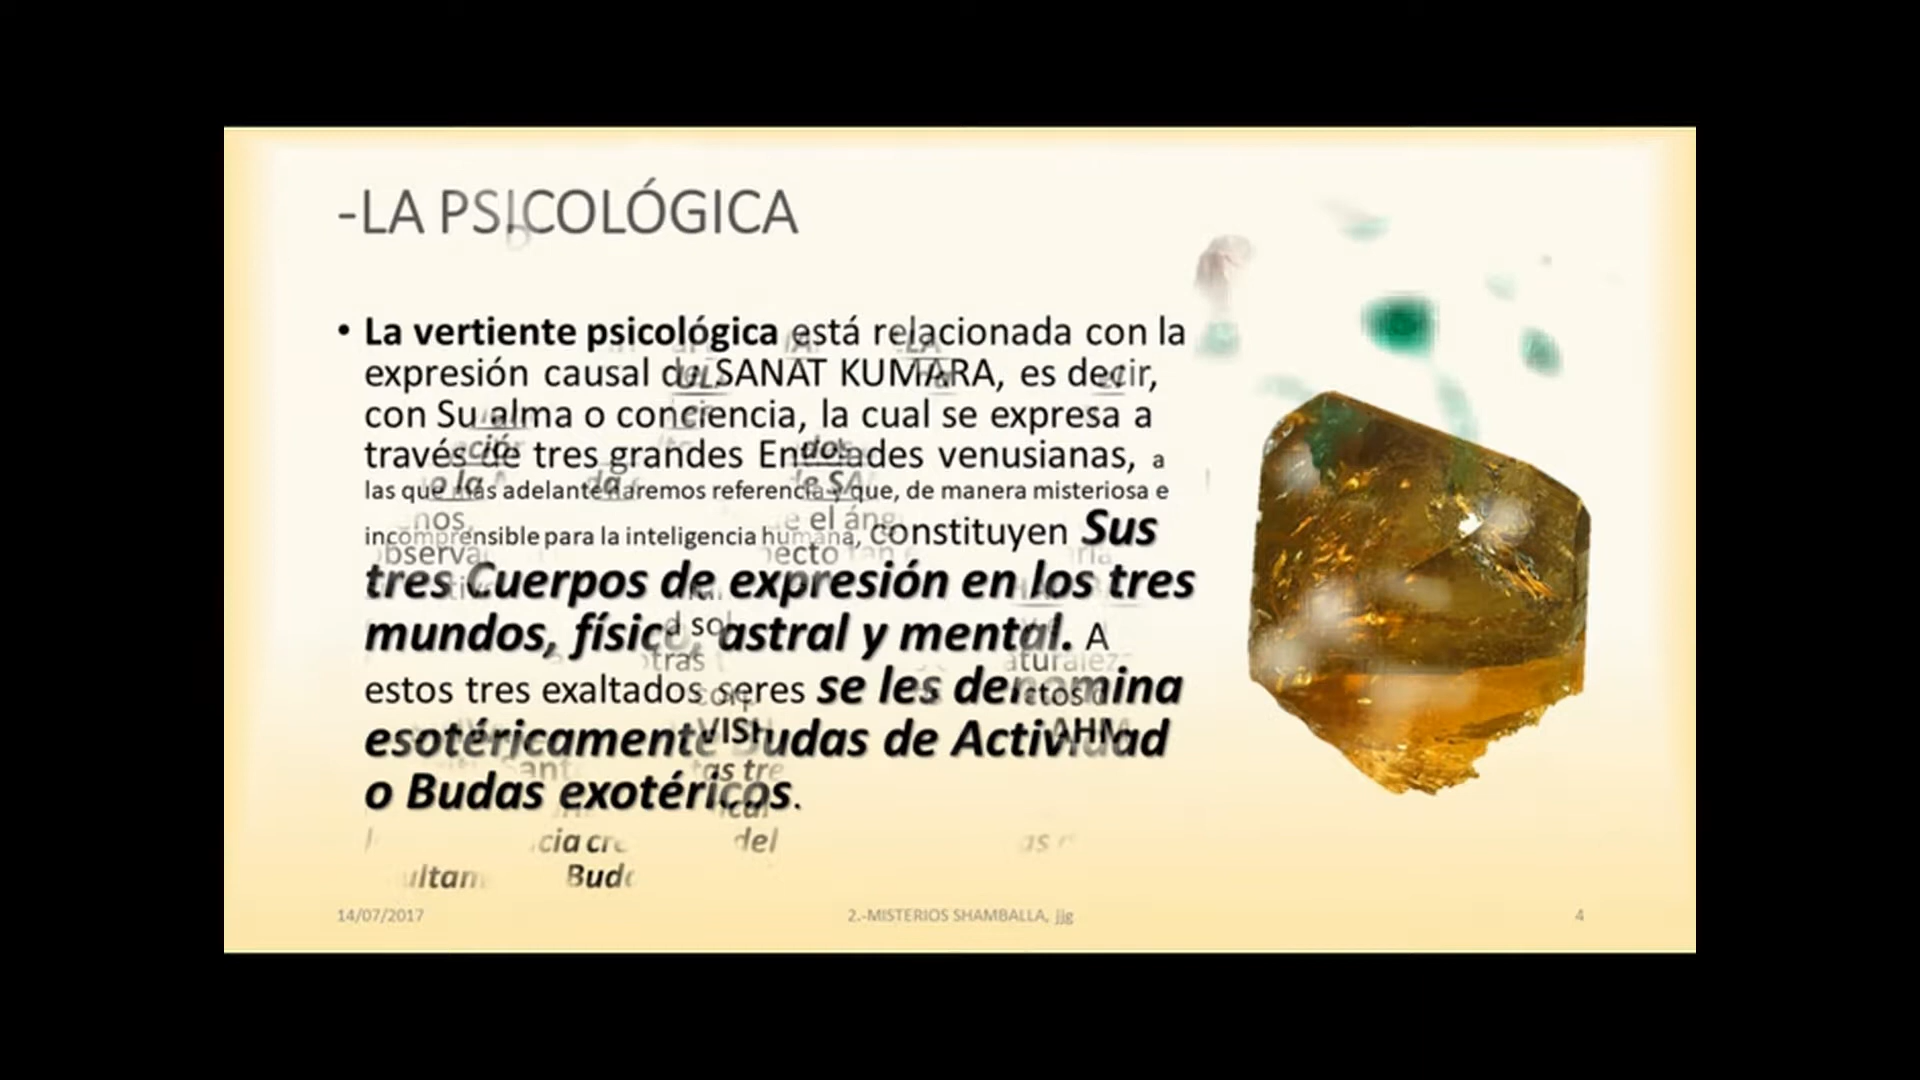 -LA PSICOLÓGICA
• La vertiente psicológica está relacionada con la
expresión causal de SANAT KUMARA, es decir,
con Su alma o conciencia, la cual se expresa a
través de tres grandes Entidades venusianas, a
las que más adelante haremos referencia y que, de manera misteriosa e
incomprensible para la inteligencia humana, constituyen Sus
tres Cuerpos de expresión en los tres
mundos, físico, astral y mental. A
estos tres exaltados seres se les denomina
esotéricamente Budas de Actividad
o Budas exotéricos.
14/07/2017
2.-MISTERIOS SHAMBALLA, jjg
4